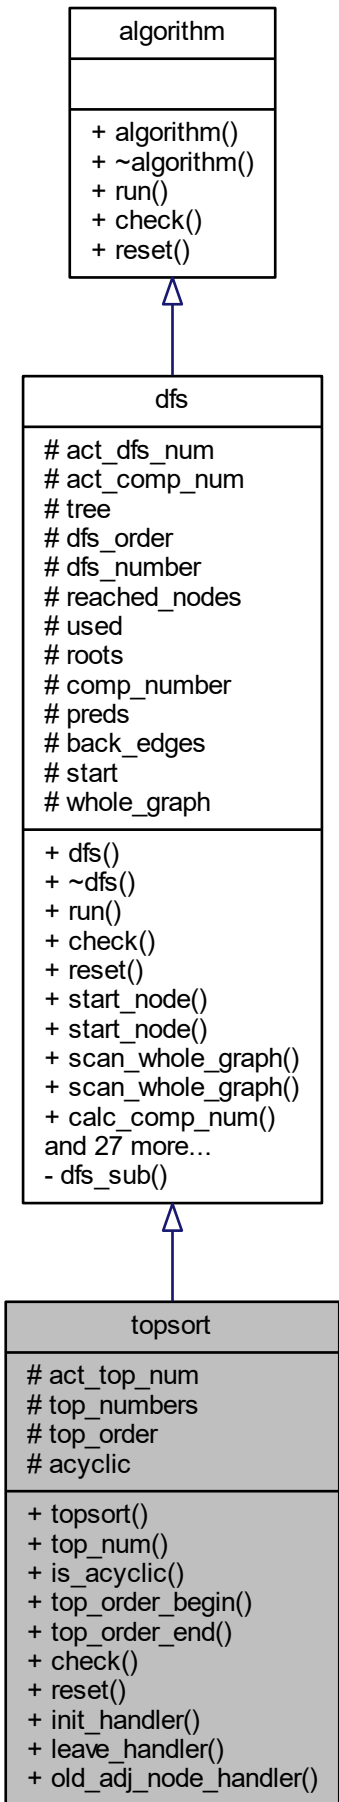 algorithm
+ algorithm()
+ ~algorithm()
+ run()
+ check()
+ reset()
dfs
# act_dfs_num
# act_comp_num
# tree
# dfs_order
# dfs_number
# reached_nodes
# used
# roots
# comp_number
# preds
# back_edges
# start
# whole_graph
+ dfs()
+ ~dfs()
+ run()
+ check()
+ reset()
+ start_node()
+ start_node()
+ scan_whole_graph()
+ scan_whole_graph()
+ calc_comp_num()
and 27 more...
- dfs_sub()
topsort
# act_top_num
# top_numbers
# top_order
# acyclic
+ topsort()
+ top_num()
+ is_acyclic()
+ top_order_begin()
+ top_order_end()
+ check()
+ reset()
+ init_handler()
+ leave_handler()
+ old_adj_node_handler()